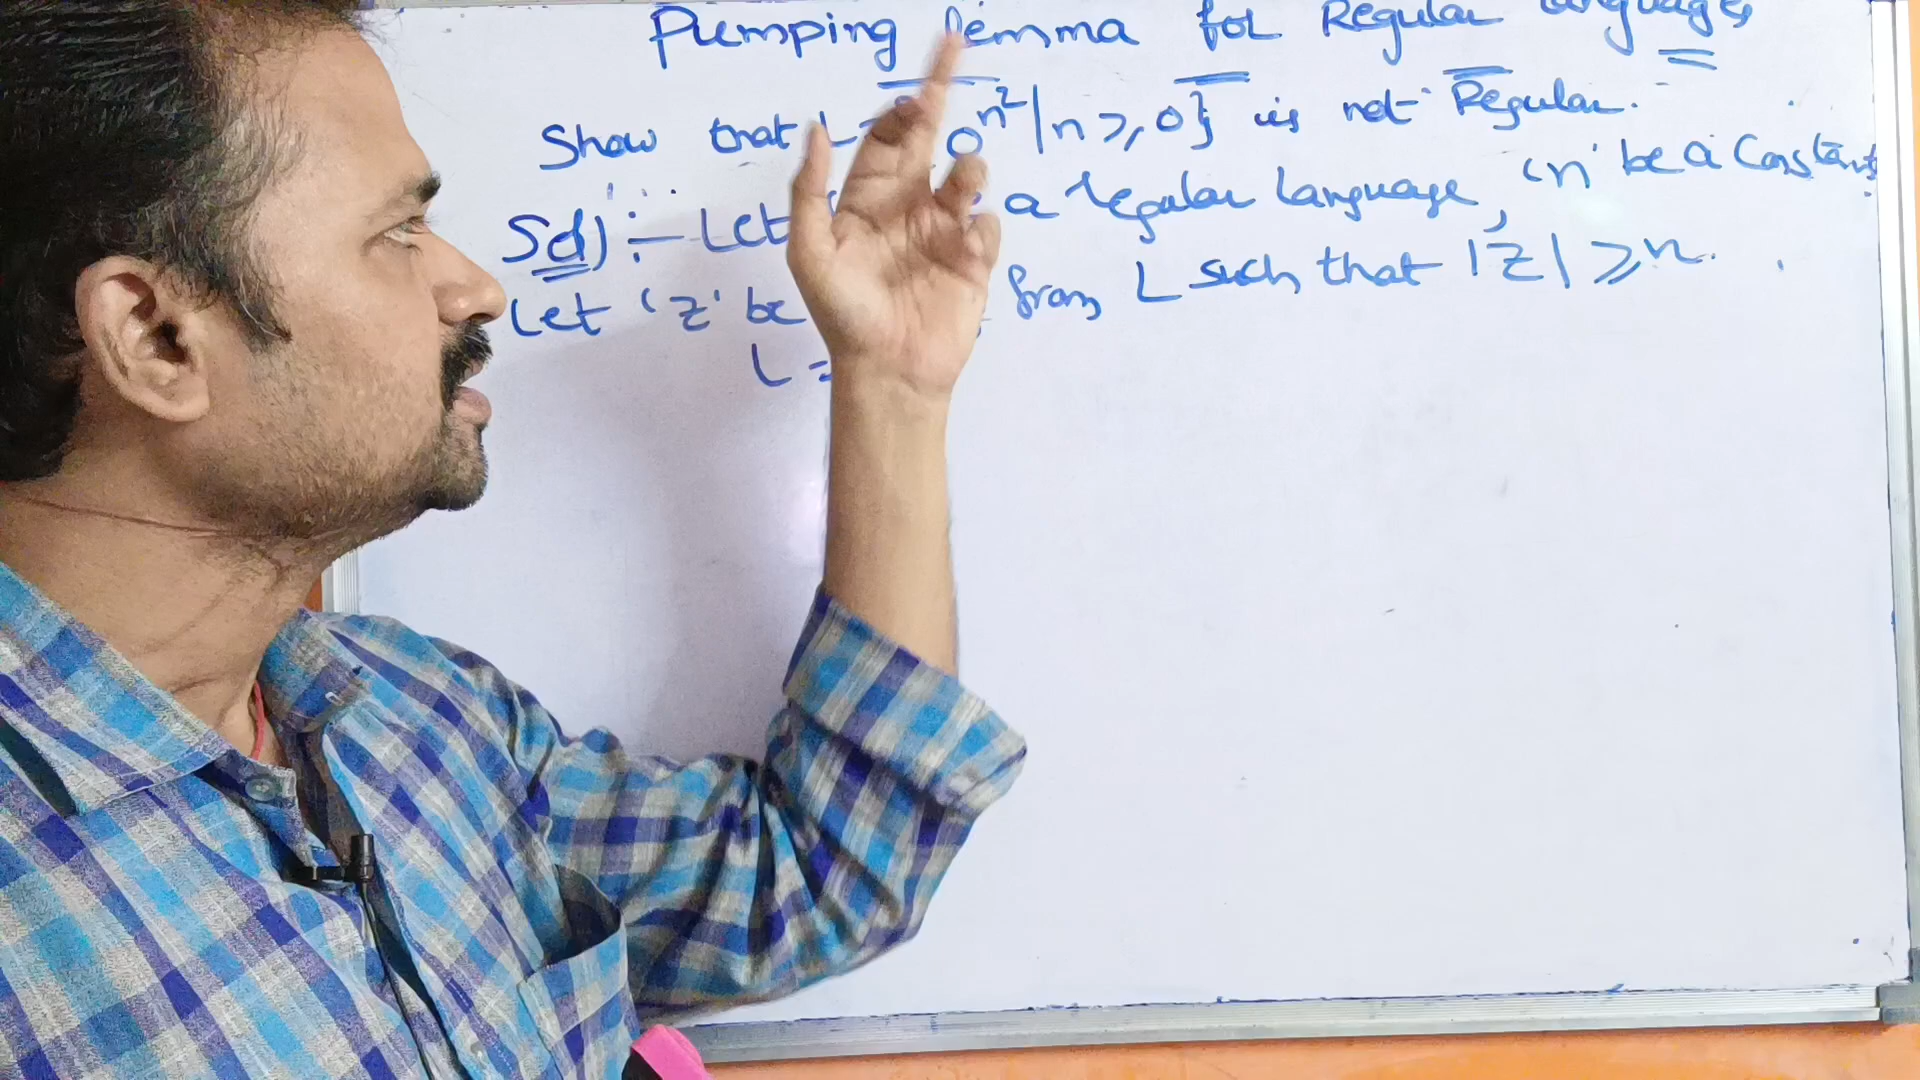 Pumping Lemma for Regular Languages
Show that L = 0^n² | n ≥, 0} is not Regular.
Sol) :- Let a regular Language, 'n' be a Constant
Let 'z' be from L such that |z| ≥ n.
L =